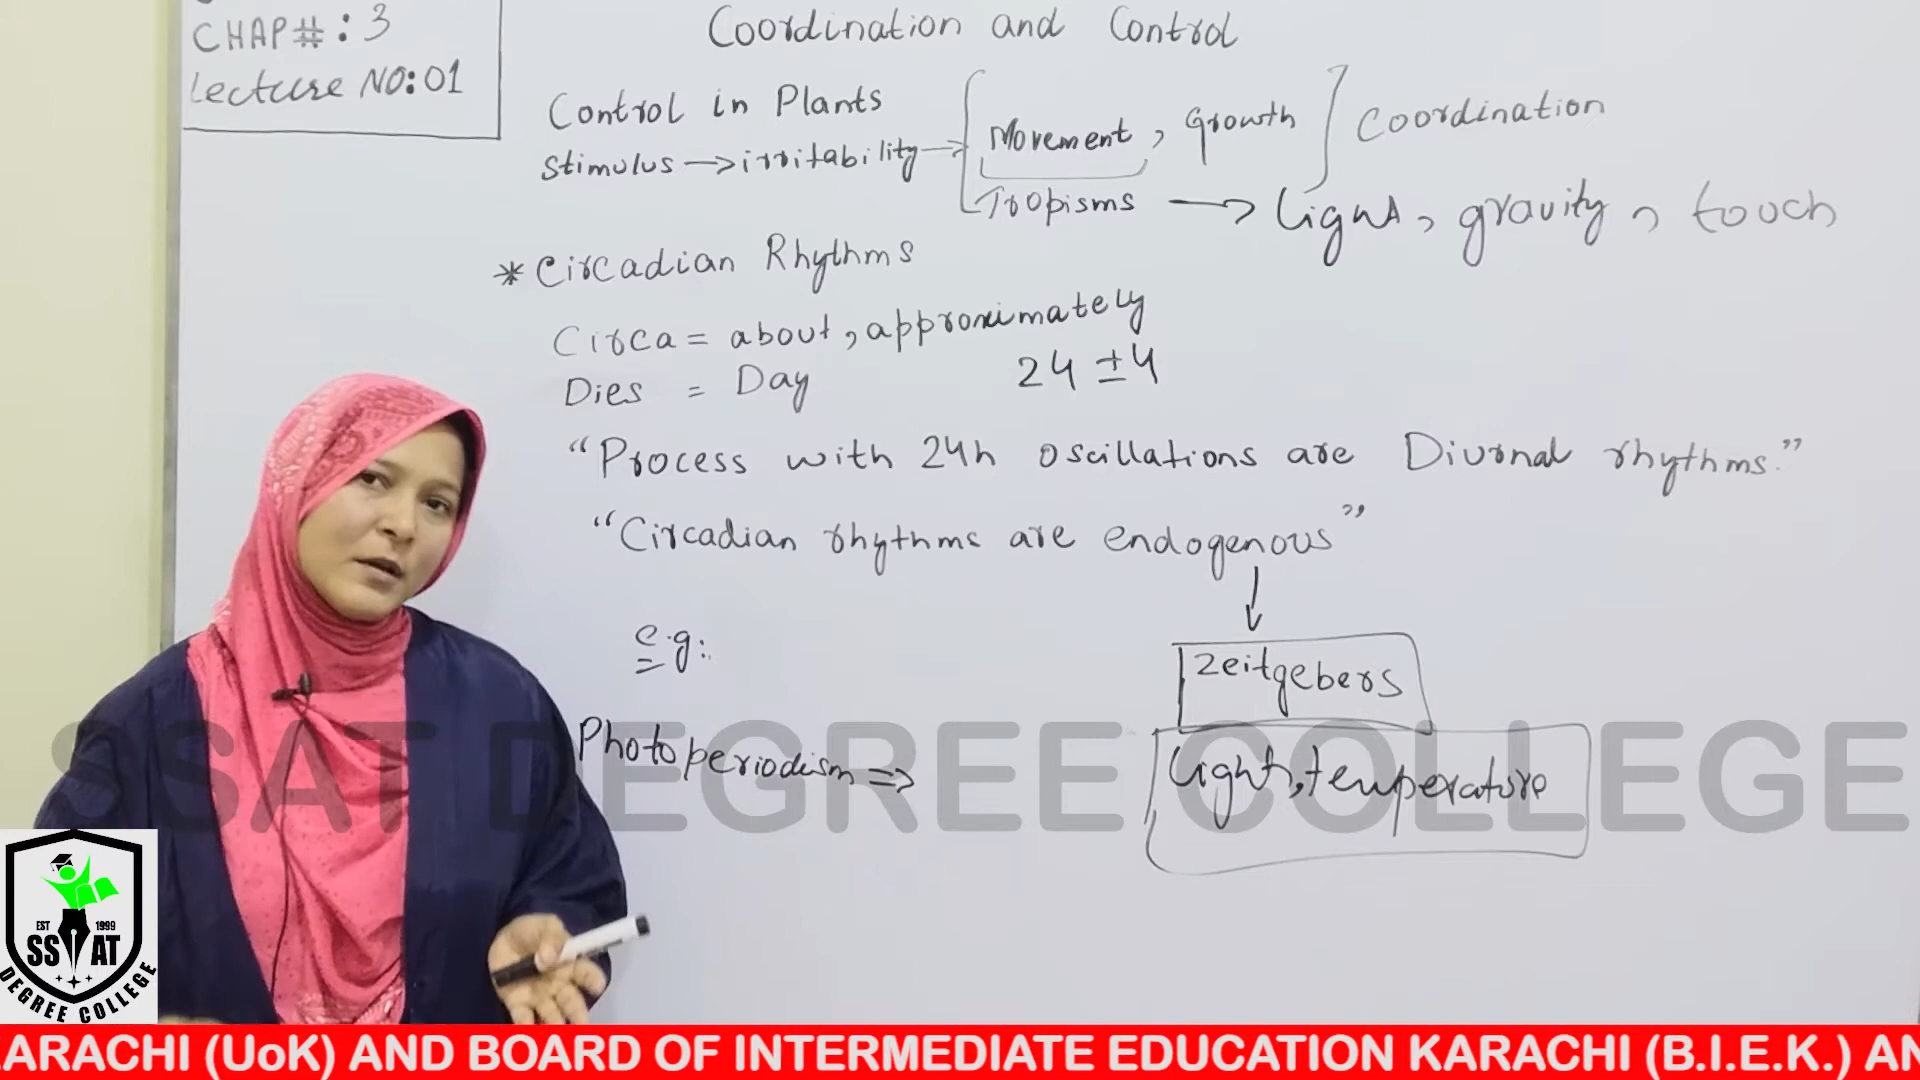 CHAP#:3
Lecture NO:01
Coordination and Control
Control in Plants
Stimulus → irritability → Movement, Growth Coordination
Tropisms → Light, gravity, touch
* Circadian Rhythms
Circa = about, approximately
Dies = Day 24 ± 4
“Process with 24h oscillations are Diurnal rhythms.”
“Circadian rhythms are endogenous”
e.g:
Zeitgebers
Photoperiodism ⇒
Light, temperature
SSAT DEGREE COLLEGE
EST 1999
SSAT
DEGREE COLLEGE
ARACHI (UoK) AND BOARD OF INTERMEDIATE EDUCATION KARACHI (B.I.E.K.) AN